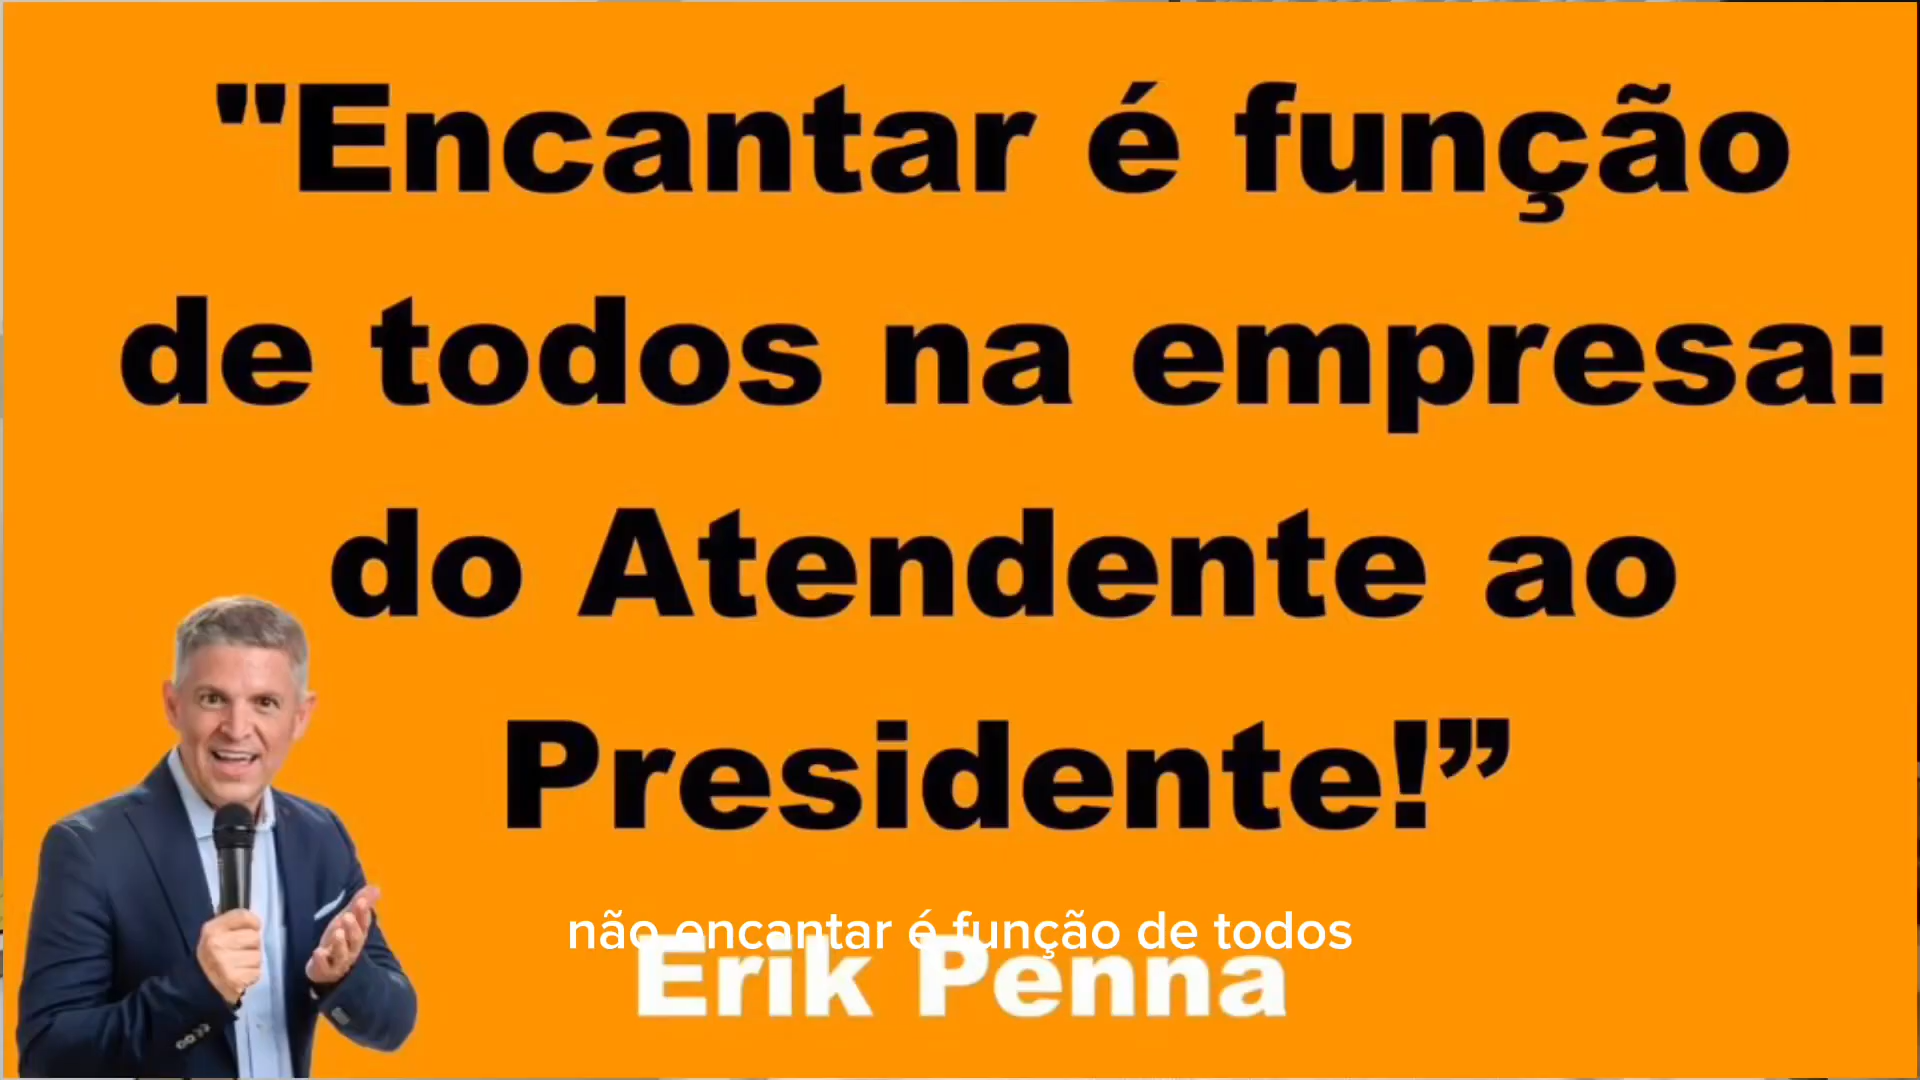 "Encantar é função
de todos na empresa:
do Atendente ao
Presidente!”
não encantar é função de todos
Erik Penna